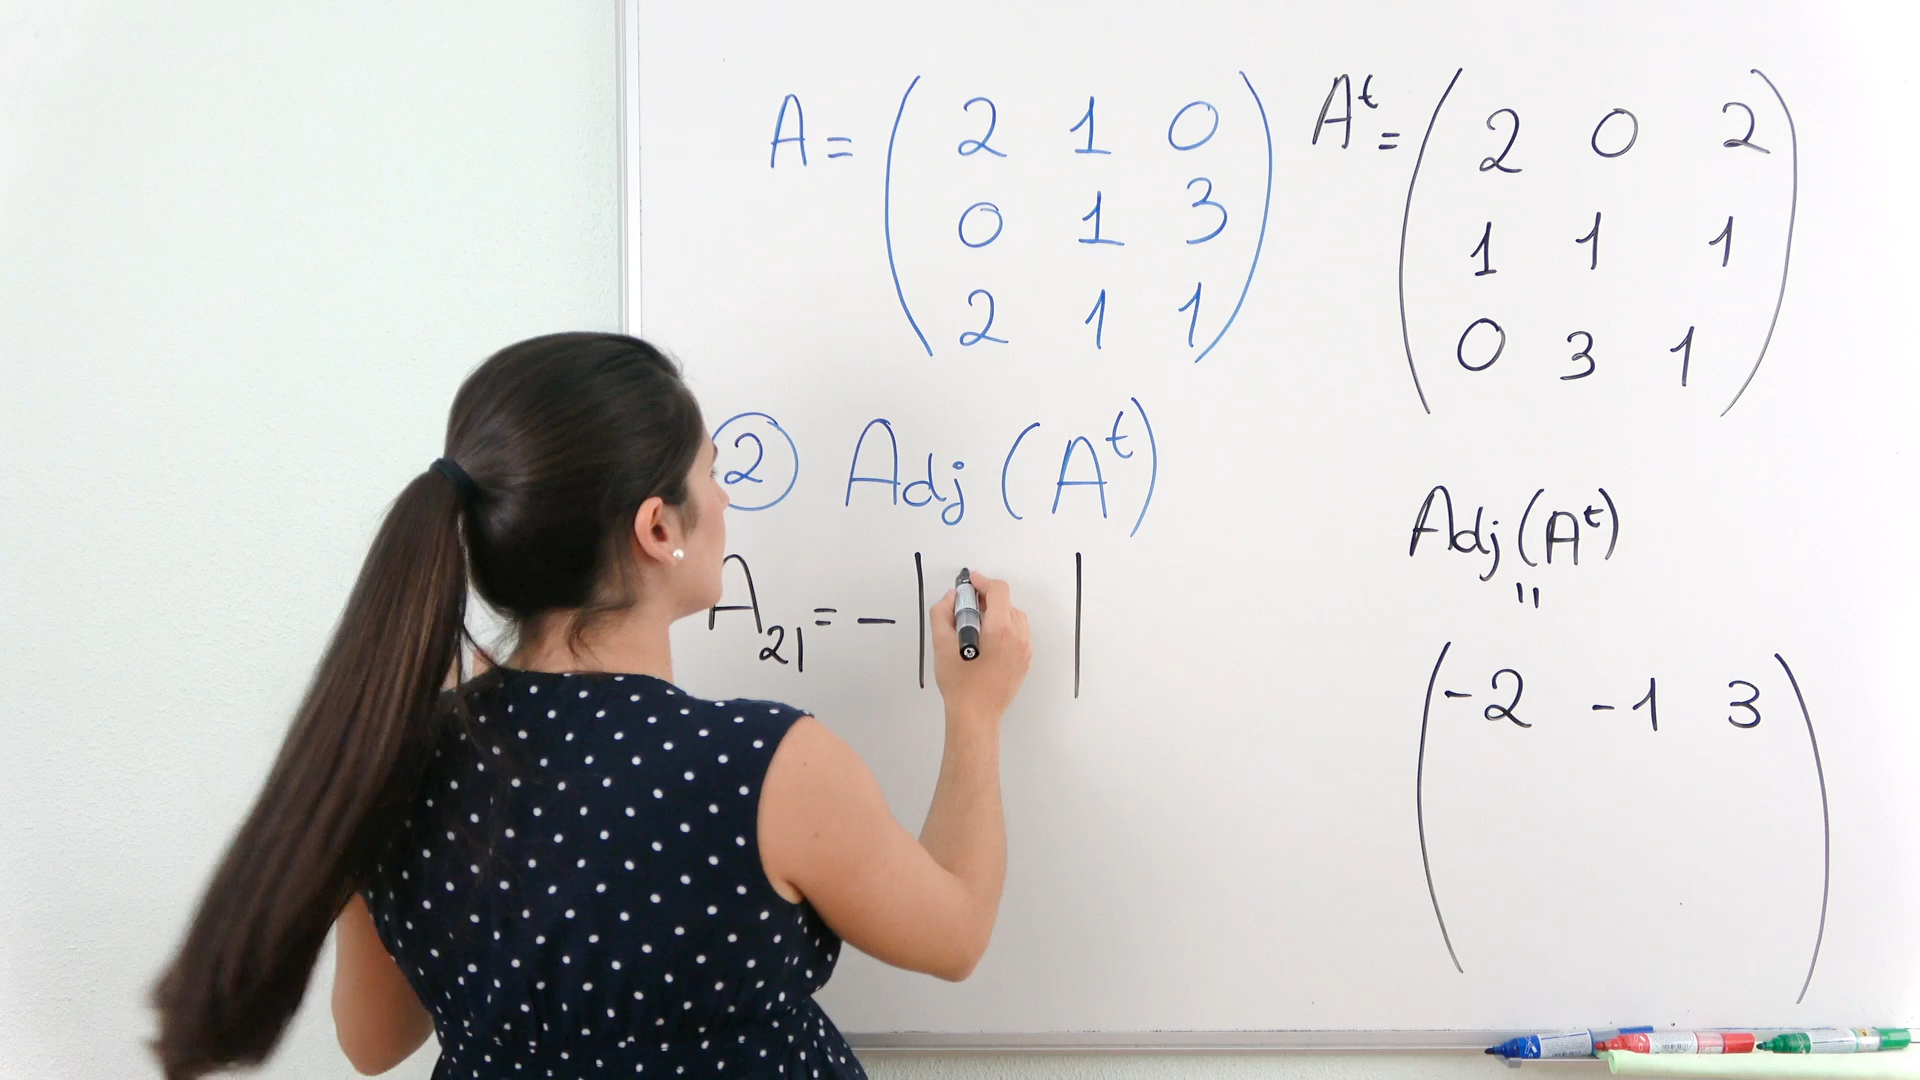 A = ( 2 1 0
0 1 3
2 1 1 )
A^t = ( 2 0 2
1 1 1
0 3 1 )
② Adj (A^t)
A_21 = - | |
Adj (A^t)
"
( -2 -1 3 )